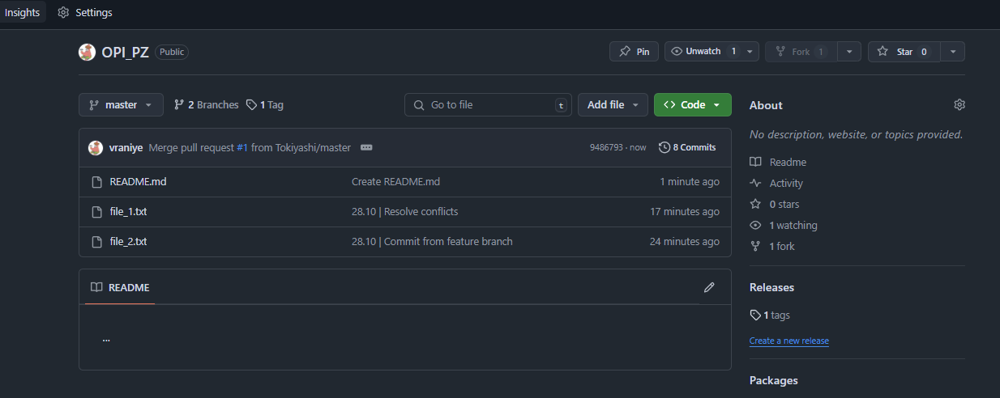 Insights Settings
OPI_PZ Public Pin Unwatch 1 Fork 1 Star 0
master 2 Branches 1 Tag Go to file t Add file Code
vraniye Merge pull request #1 from Tokiyashi/master 9486793 · now 8 Commits
README.md Create README.md 1 minute ago
file_1.txt 28.10 | Resolve conflicts 17 minutes ago
file_2.txt 28.10 | Commit from feature branch 24 minutes ago
README
...
About
No description, website, or topics provided.
Readme
Activity
0 stars
1 watching
1 fork
Releases
1 tags
Create a new release
Packages